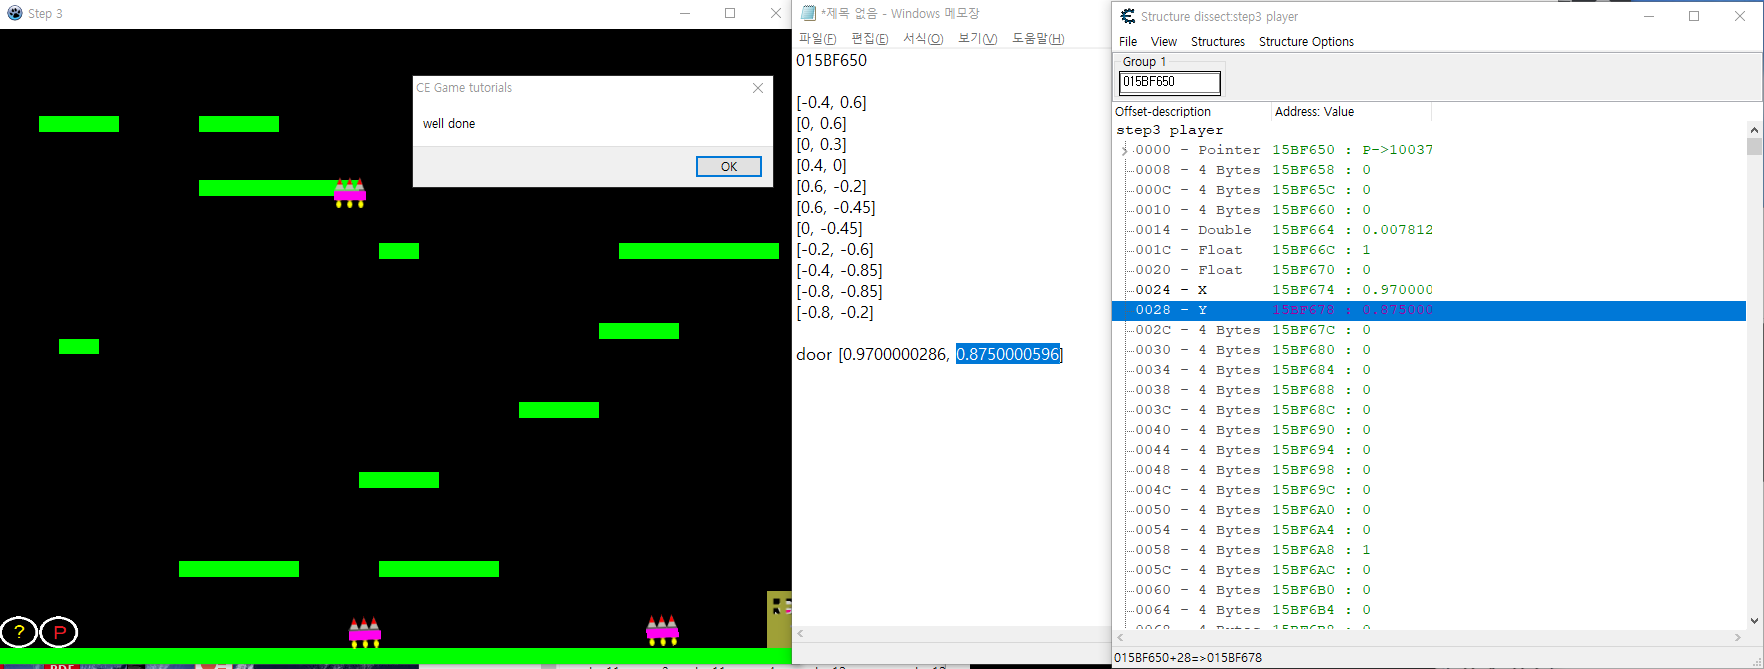 Step 3
CE Game tutorials
well done
OK
?
P
*제목 없음 - Windows 메모장
파일(F) 편집(E) 서식(O) 보기(V) 도움말(H)
015BF650
[-0.4, 0.6]
[0, 0.6]
[0, 0.3]
[0.4, 0]
[0.6, -0.2]
[0.6, -0.45]
[0, -0.45]
[-0.2, -0.6]
[-0.4, -0.85]
[-0.8, -0.85]
[-0.8, -0.2]
door [0.9700000286, 0.8750000596]
Structure dissect:step3 player
File View Structures Structure Options
Group 1
015BF650
Offset-description Address: Value
step3 player
0000 - Pointer 15BF650 : P->10037
0008 - 4 Bytes 15BF658 : 0
000C - 4 Bytes 15BF65C : 0
0010 - 4 Bytes 15BF660 : 0
0014 - Double 15BF664 : 0.007812
001C - Float 15BF66C : 1
0020 - Float 15BF670 : 0
0024 - X 15BF674 : 0.970000
0028 - Y 15BF678 : 0.875000
002C - 4 Bytes 15BF67C : 0
0030 - 4 Bytes 15BF680 : 0
0034 - 4 Bytes 15BF684 : 0
0038 - 4 Bytes 15BF688 : 0
003C - 4 Bytes 15BF68C : 0
0040 - 4 Bytes 15BF690 : 0
0044 - 4 Bytes 15BF694 : 0
0048 - 4 Bytes 15BF698 : 0
004C - 4 Bytes 15BF69C : 0
0050 - 4 Bytes 15BF6A0 : 0
0054 - 4 Bytes 15BF6A4 : 0
0058 - 4 Bytes 15BF6A8 : 1
005C - 4 Bytes 15BF6AC : 0
0060 - 4 Bytes 15BF6B0 : 0
0064 - 4 Bytes 15BF6B4 : 0
0068 - 4 Bytes 15BF6B8 : 0
015BF650+28=>015BF678